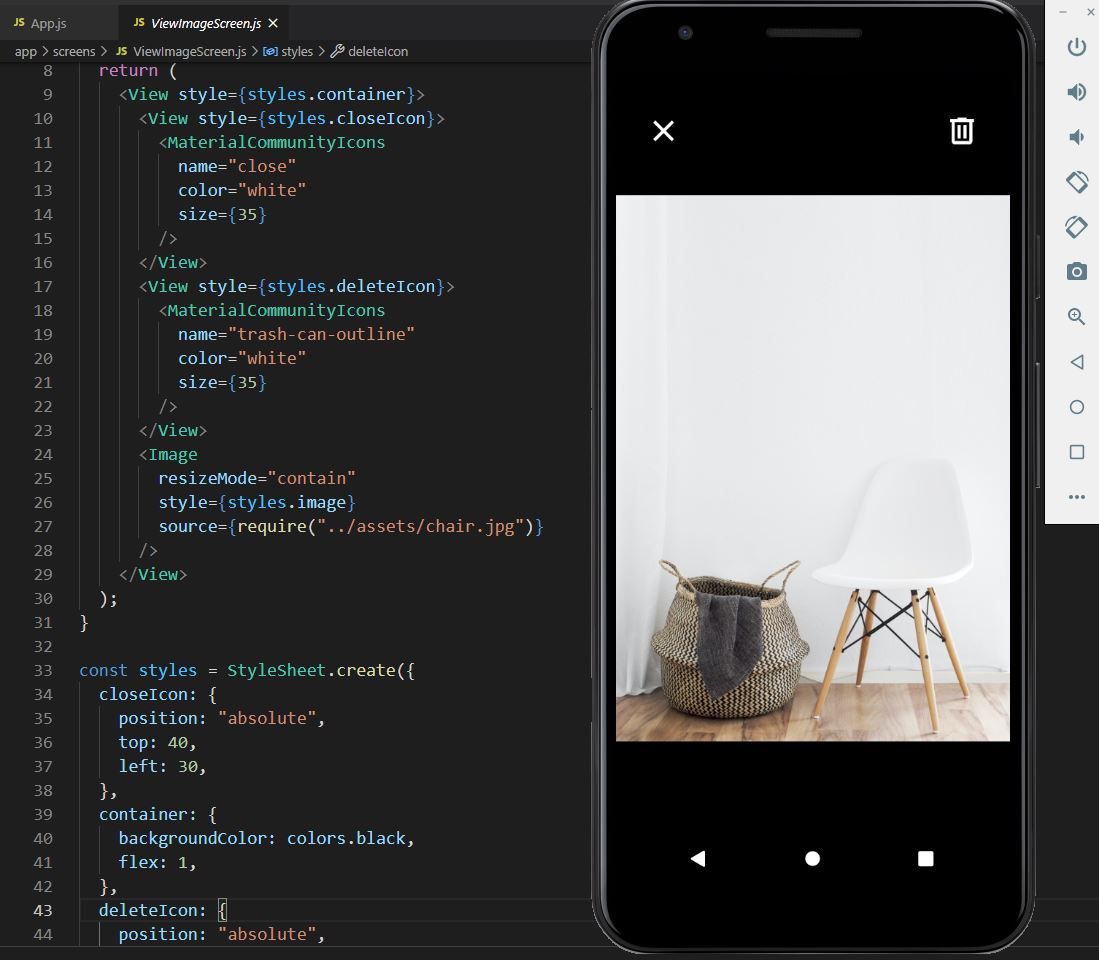 JS App.js
JS ViewImageScreen.js
app > screens > JS ViewImageScreen.js > styles > deleteIcon
8 return (
9 <View style={styles.container}>
10 <View style={styles.closeIcon}>
11 <MaterialCommunityIcons
12 name="close"
13 color="white"
14 size={35}
15 />
16 </View>
17 <View style={styles.deleteIcon}>
18 <MaterialCommunityIcons
19 name="trash-can-outline"
20 color="white"
21 size={35}
22 />
23 </View>
24 <Image
25 resizeMode="contain"
26 style={styles.image}
27 source={require("../assets/chair.jpg")}
28 />
29 </View>
30 );
31 }
32
33 const styles = StyleSheet.create({
34 closeIcon: {
35 position: "absolute",
36 top: 40,
37 left: 30,
38 },
39 container: {
40 backgroundColor: colors.black,
41 flex: 1,
42 },
43 deleteIcon: {
44 position: "absolute",